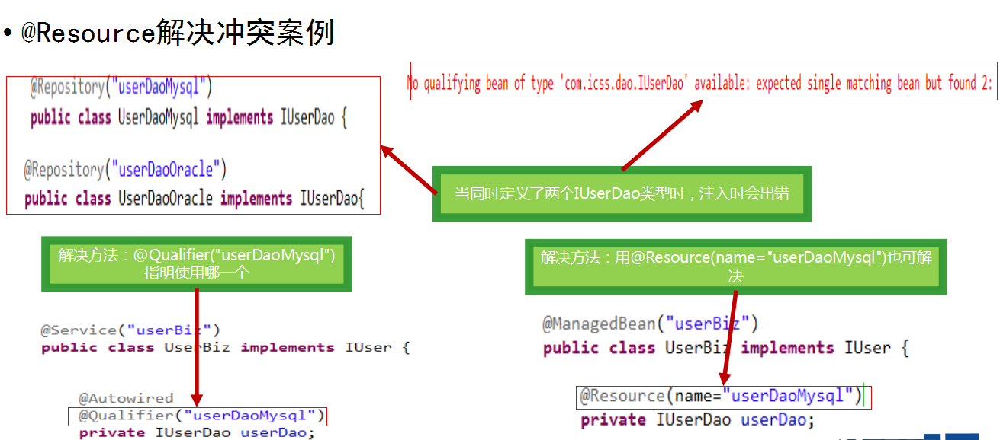 • @Resource解决冲突案例
@Repository("userDaoMysql")
public class UserDaoMysql implements IUserDao {
@Repository("userDaoOracle")
public class UserDaoOracle implements IUserDao{
No qualifying bean of type 'com.icss.dao.IUserDao' available: expected single matching bean but found 2:
当同时定义了两个IUserDao类型时，注入时会出错
解决方法：@Qualifier("userDaoMysql")
指明使用哪一个
@Service("userBiz")
public class UserBiz implements IUser {
@Autowired
@Qualifier("userDaoMysql")
private IUserDao userDao;
解决方法：用@Resource(name="userDaoMysql")也可解
决
@ManagedBean("userBiz")
public class UserBiz implements IUser {
@Resource(name="userDaoMysql")
private IUserDao userDao;